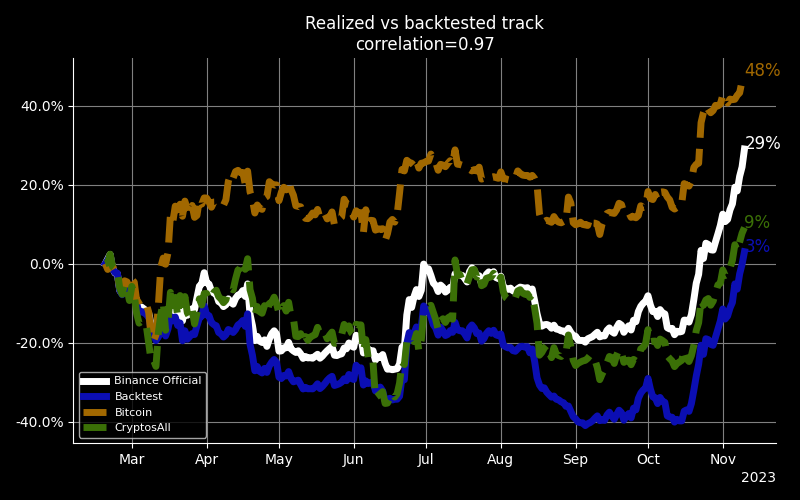 Realized vs backtested track
correlation=0.97
48%
40.0%
29%
20.0%
9%
3%
0.0%
-20.0%
-40.0%
Binance Official
Backtest
Bitcoin
CryptosAll
Mar Apr May Jun Jul Aug Sep Oct Nov
2023